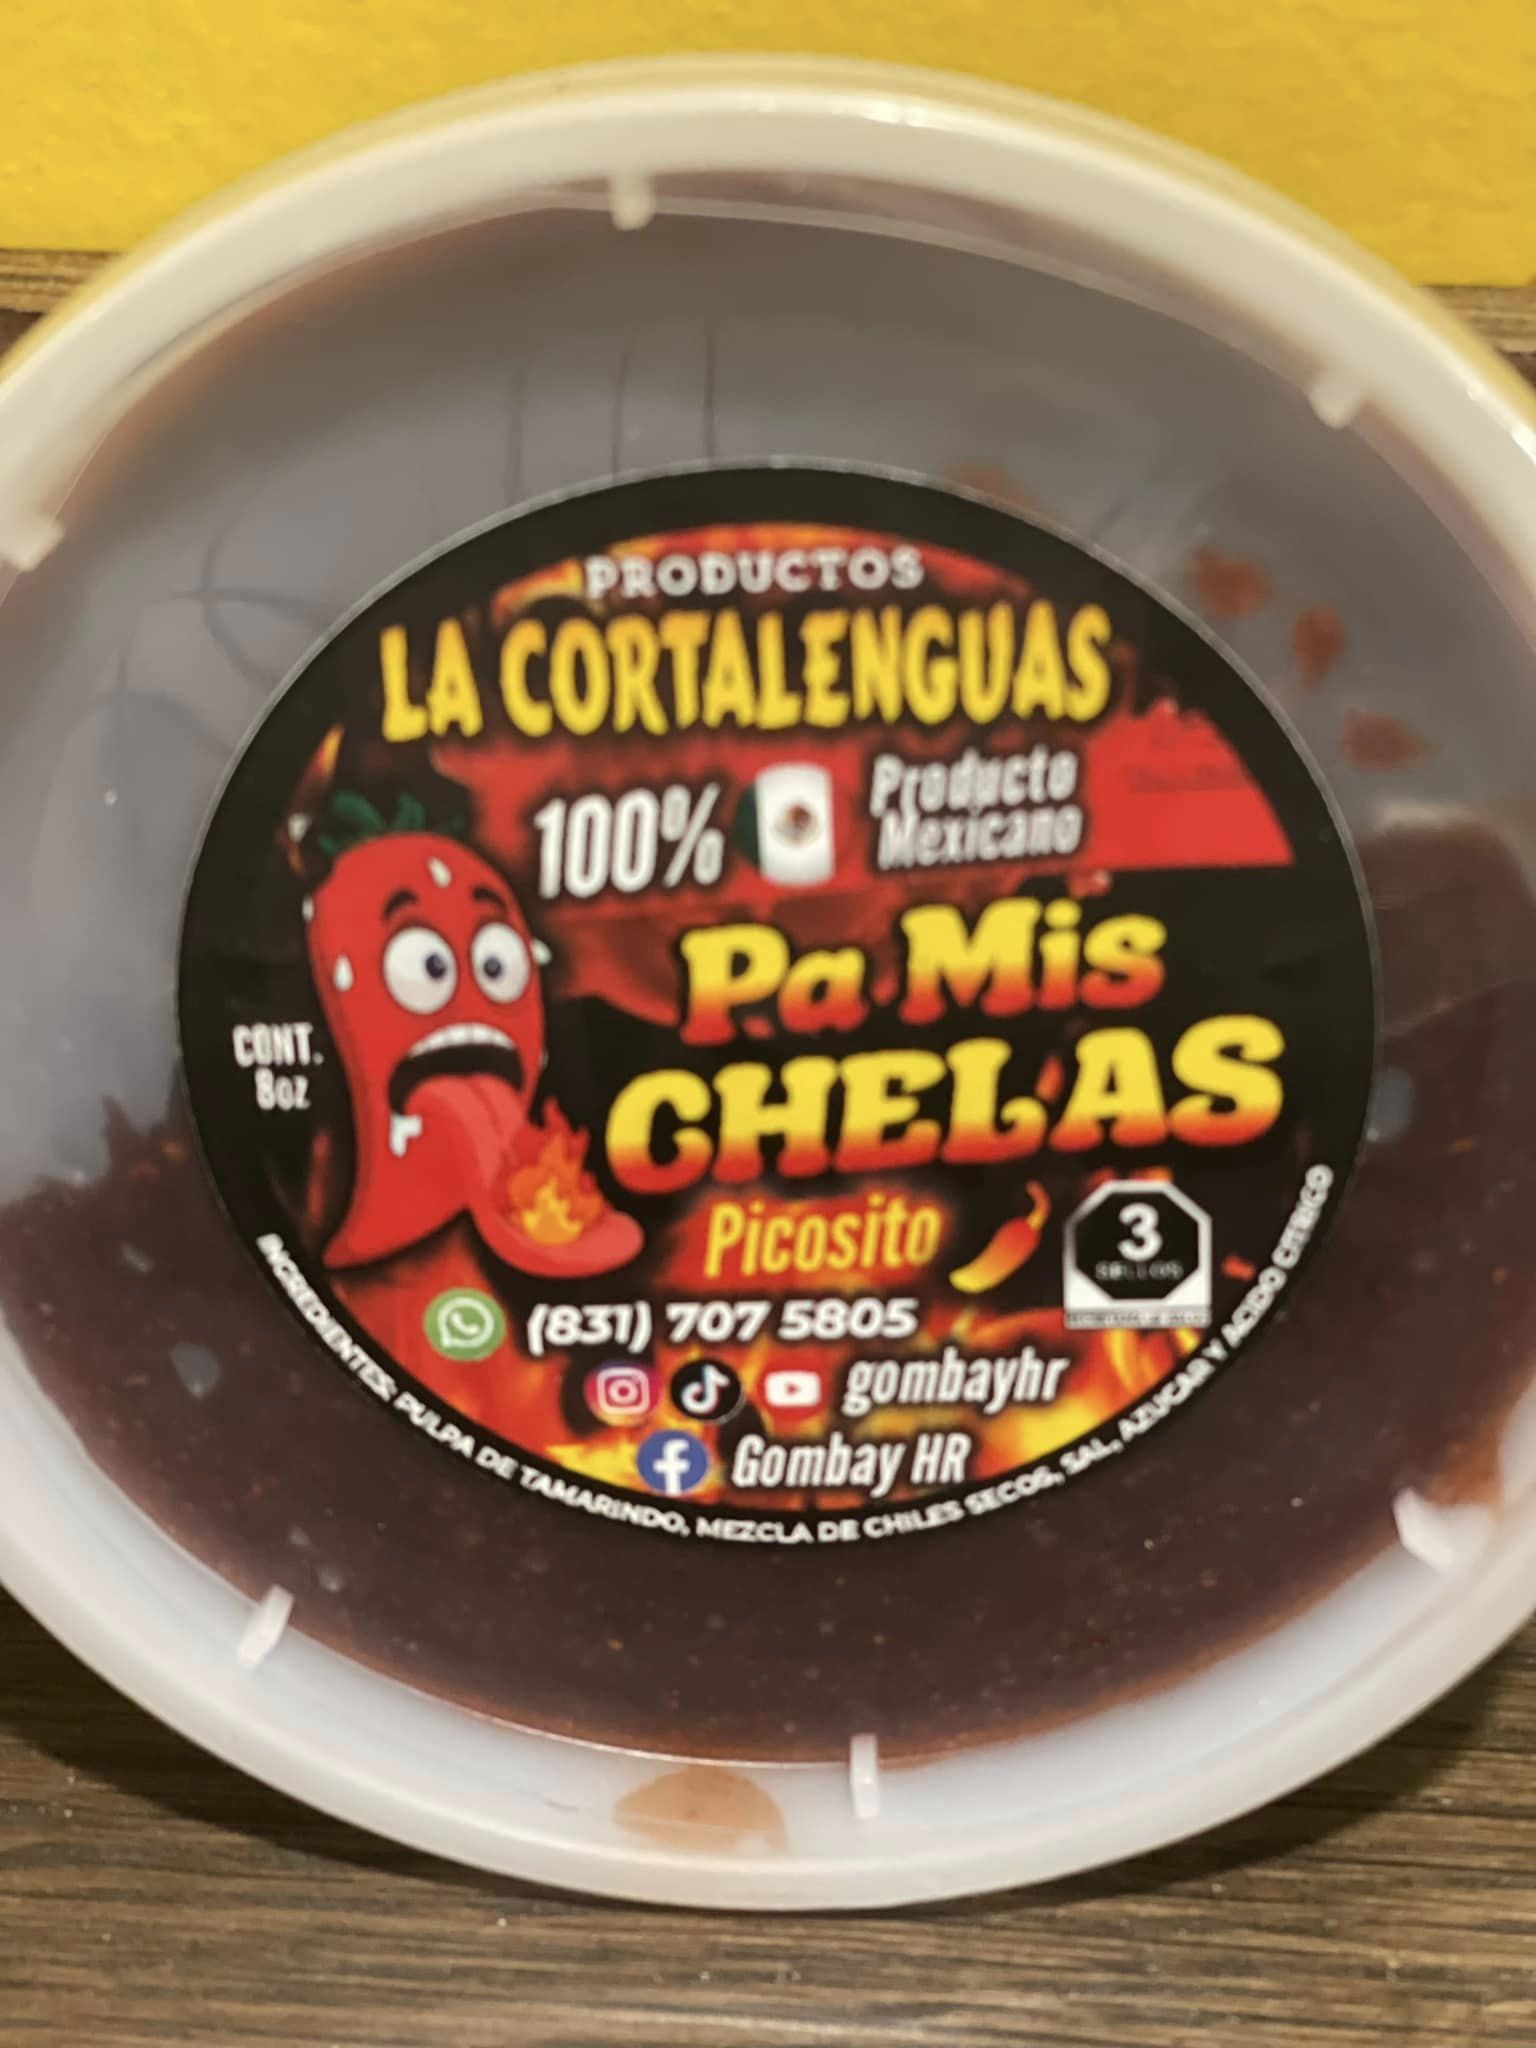 PRODUCTOS
LA CORTALENGUAS
100%
Producto
Mexicano
Pa Mis
CHELAS
CONT.
8oz
Picosito
3
SELLOS
(831) 707 5805
gombayhr
Gombay HR
INGREDIENTES: PULPA DE TAMARINDO, MEZCLA DE CHILES SECOS, SAL, AZUCAR Y ACIDO CITRICO